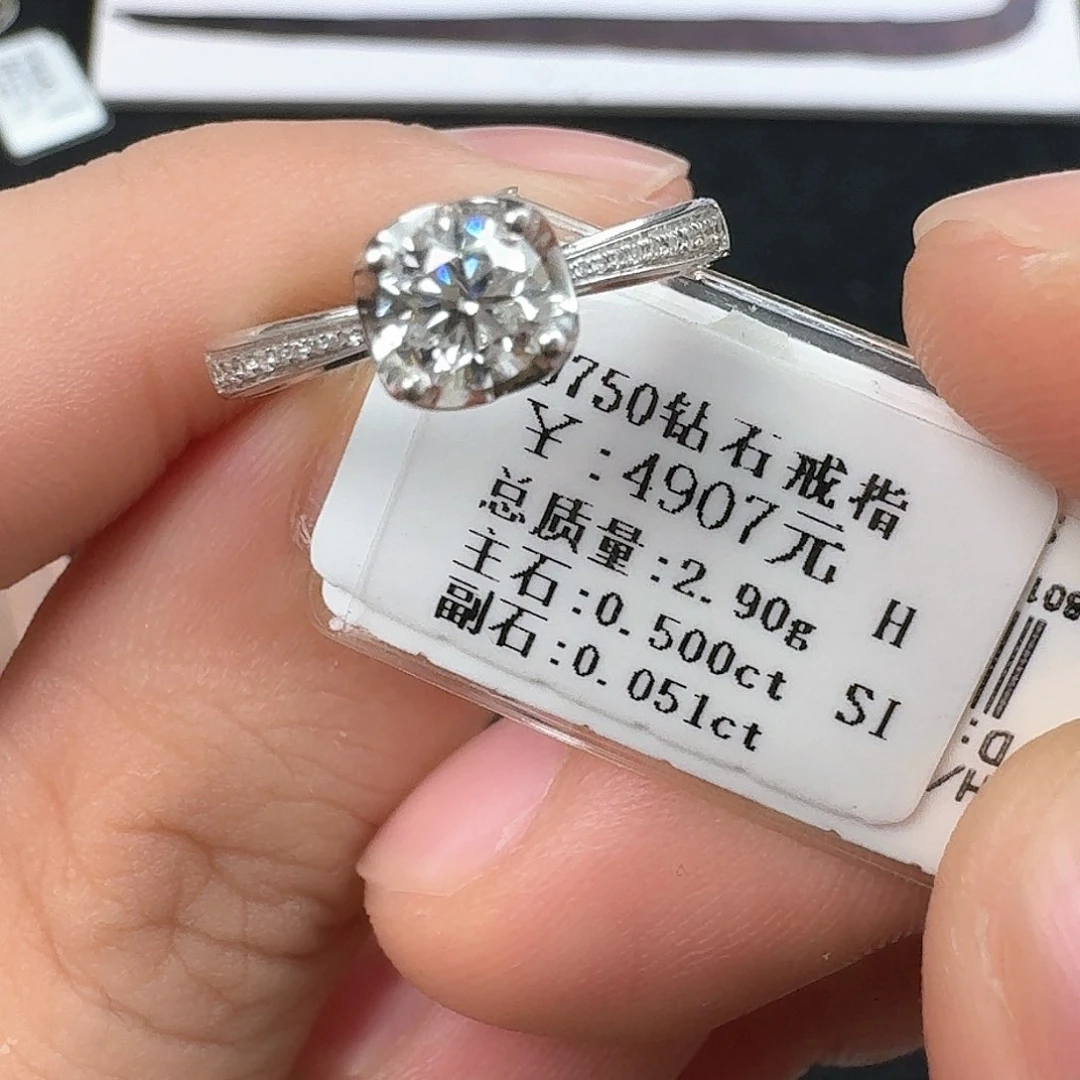 750钻石戒指
¥:4907元
总质量:2.90g H
主石:0.500ct SI
副石:0.051ct